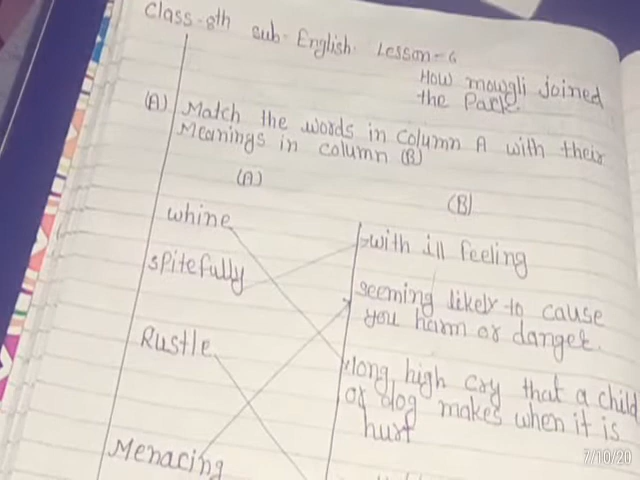 Class-8th Sub-English. Lesson-6
How mowgli joined
the Park.
(A) Match the words in column A with their
Meanings in column (B)
(A)
(B)
whine
with ill feeling
spitefully
seeming likely to cause
you harm or danger.
Rustle
long high cry that a child
or dog makes when it is
hurt
Menacing
7/10/20